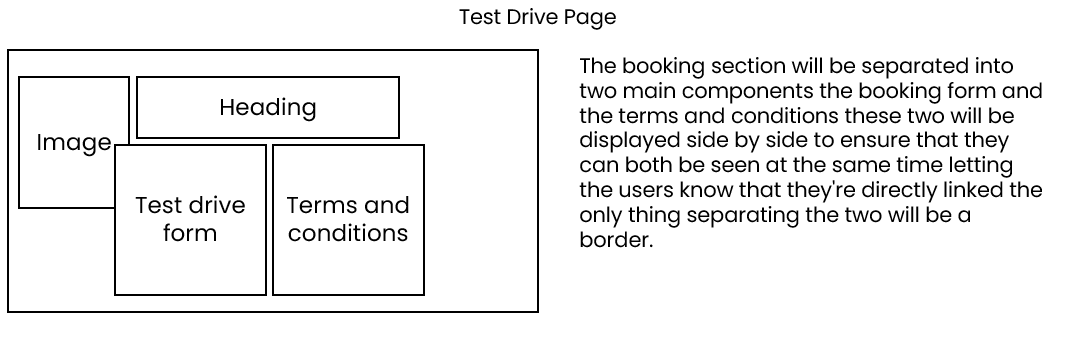 Test Drive Page
Heading
Image
Test drive
form
Terms and
conditions
The booking section will be separated into
two main components the booking form and
the terms and conditions these two will be
displayed side by side to ensure that they
can both be seen at the same time letting
the users know that they're directly linked the
only thing separating the two will be a
border.